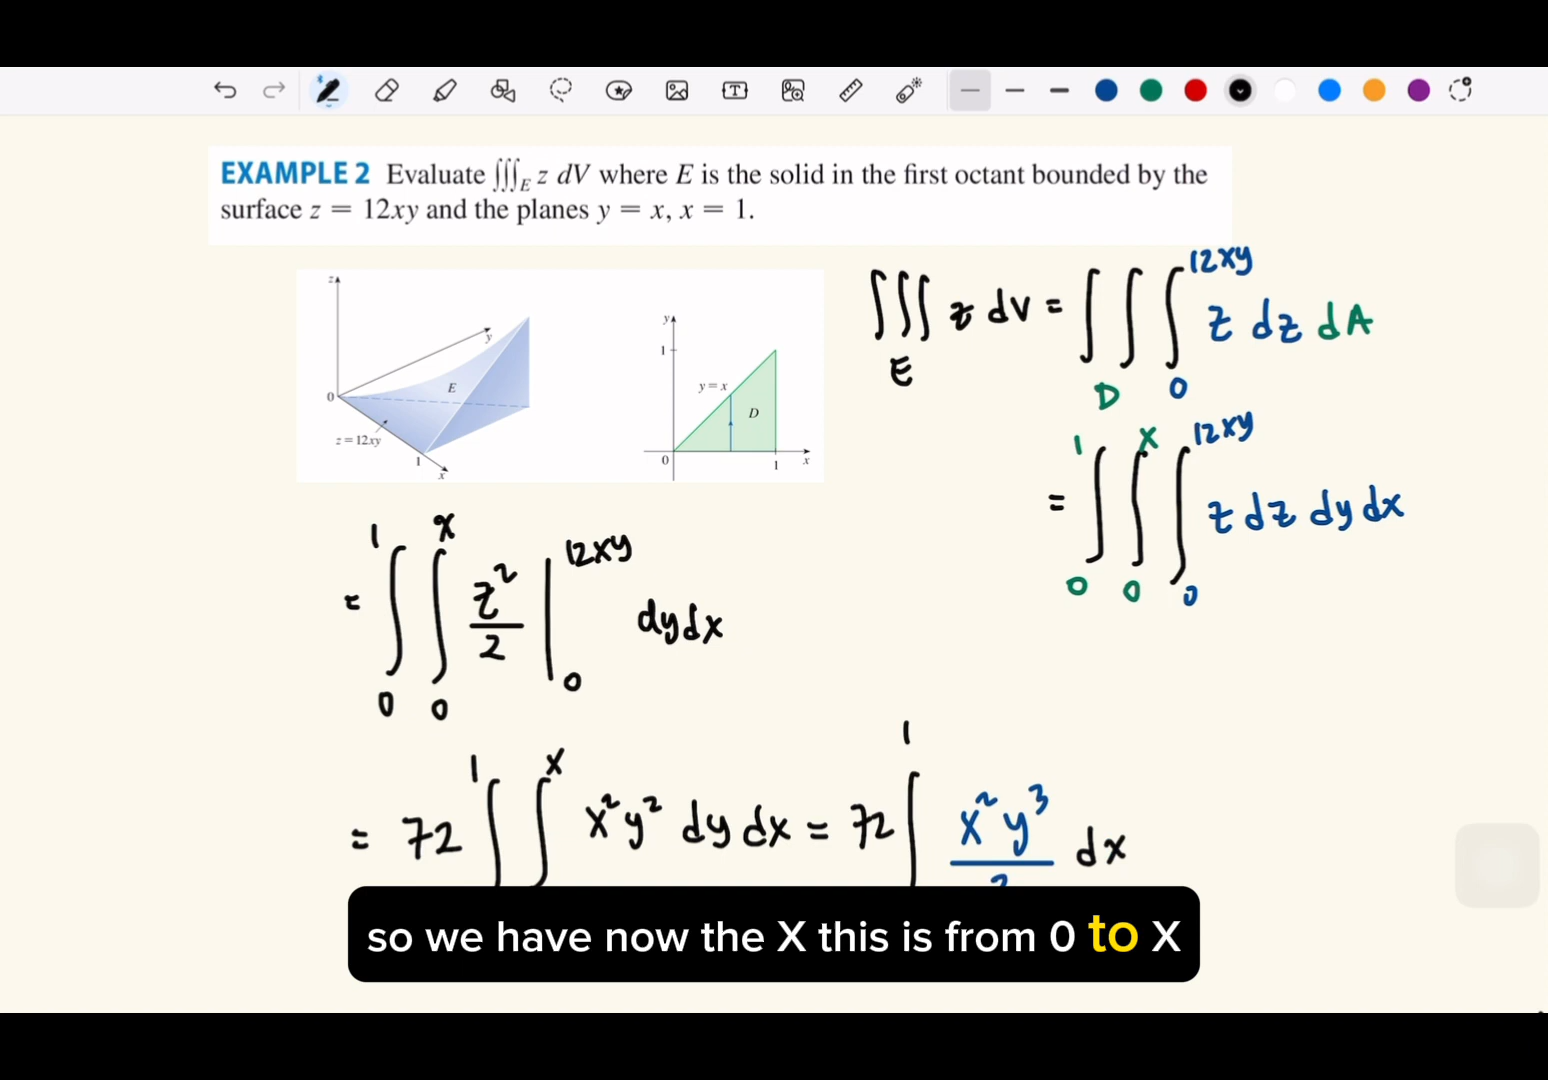 EXAMPLE 2 Evaluate ∭_E z dV where E is the solid in the first octant bounded by the
surface z = 12xy and the planes y = x, x = 1.
z
y
E
0
z = 12xy
1
x
y
1
y = x
D
0
1
x
∭_E z dV = ∬_D ∫_0^{12xy} z dz dA
= ∫_0^1 ∫_0^x ∫_0^{12xy} z dz dy dx
= ∫_0^1 ∫_0^x z²/2 |_0^{12xy} dy dx
= 72 ∫^1 ∫^x x²y² dy dx = 72 ∫^1 x²y³ dx
so we have now the X this is from 0 to X